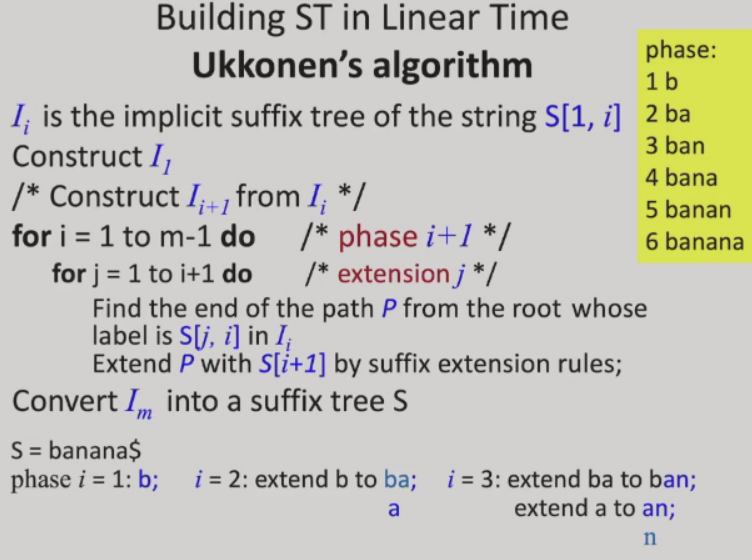 Building ST in Linear Time
Ukkonen's algorithm
I_i is the implicit suffix tree of the string S[1, i]
Construct I_1
/* Construct I_{i+1} from I_i */
for i = 1 to m-1 do /* phase i+1 */
for j = 1 to i+1 do /* extension j */
Find the end of the path P from the root whose
label is S[j, i] in I_i
Extend P with S[i+1] by suffix extension rules;
Convert I_m into a suffix tree S
S = banana$
phase i = 1: b; i = 2: extend b to ba; i = 3: extend ba to ban;
a extend a to an;
n
phase:
1 b
2 ba
3 ban
4 bana
5 banan
6 banana